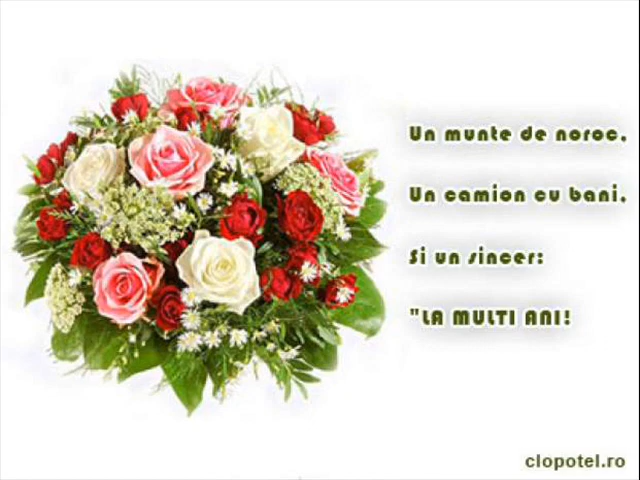 Un munte de noroc,
Un camion cu bani,
Si un sincer:
"LA MULTI ANI!
clopotel.ro